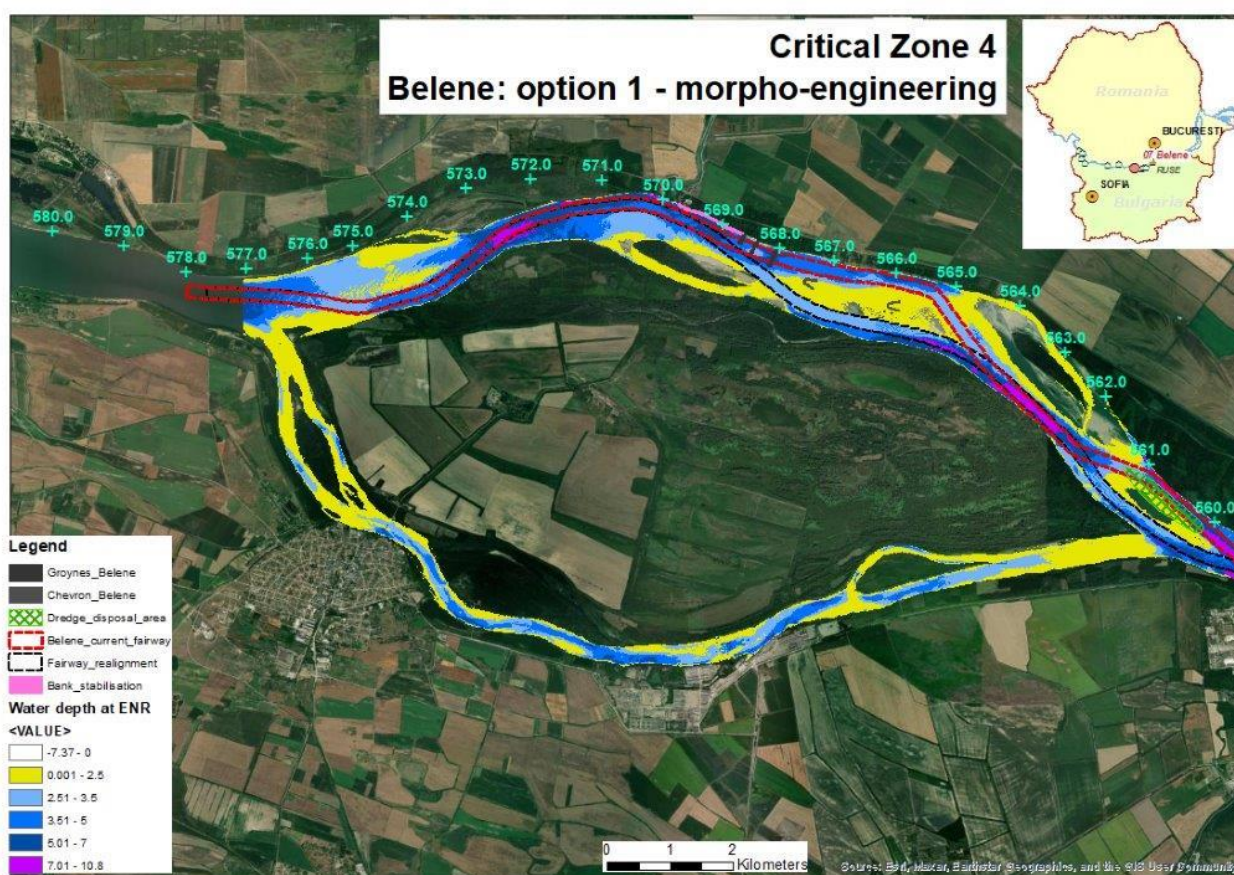 Critical Zone 4
Belene: option 1 - morpho-engineering
Romania
BUCURESTI
07 Belene
RUSE
SOFIA
Bulgaria
580.0
579.0
578.0
577.0
576.0
575.0
574.0
573.0
572.0
571.0
570.0
569.0
568.0
567.0
566.0
565.0
564.0
563.0
562.0
561.0
560.0
Legend
Groynes_Belene
Chevron_Belene
Dredge_disposal_area
Belene_current_fairway
Fairway_realignment
Bank_stabilisation
Water depth at ENR
<VALUE>
-7.37 - 0
0.001 - 2.5
2.51 - 3.5
3.51 - 5
5.01 - 7
7.01 - 10.8
0 1 2
Kilometers
Source: Esri, Maxar, Earthstar Geographics, and the GIS User Community